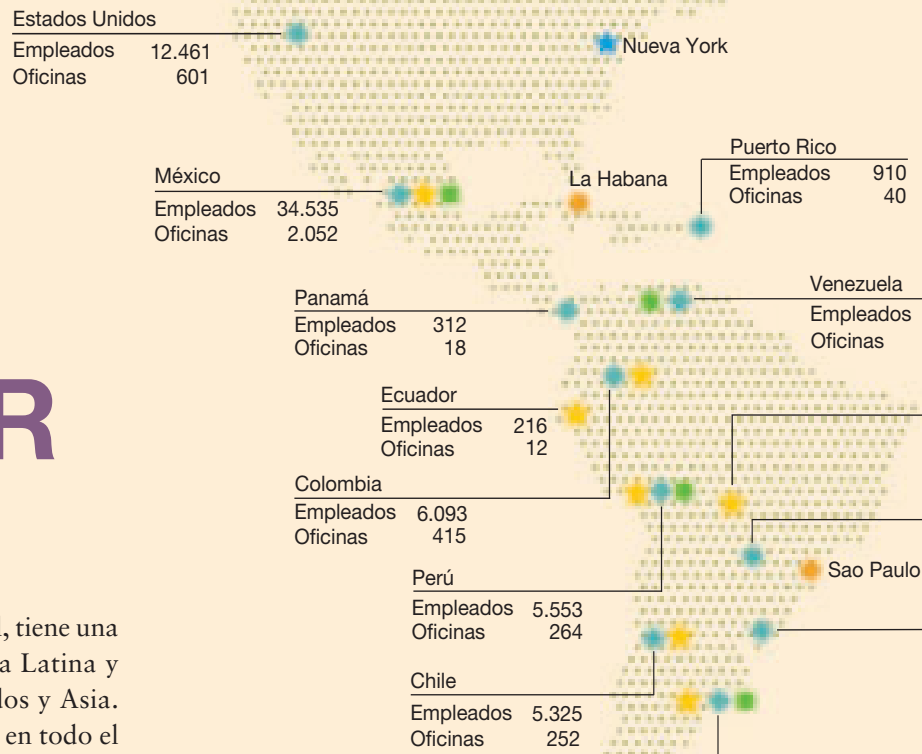 Estados Unidos
Empleados 12.461
Oficinas 601
Nueva York
Puerto Rico
Empleados 910
Oficinas 40
México
Empleados 34.535
Oficinas 2.052
La Habana
Venezuela
Empleados
Oficinas
Panamá
Empleados 312
Oficinas 18
R
Ecuador
Empleados 216
Oficinas 12
Colombia
Empleados 6.093
Oficinas 415
Sao Paulo
Perú
Empleados 5.553
Oficinas 264
, tiene una
a Latina y
los y Asia.
en todo el
Chile
Empleados 5.325
Oficinas 252